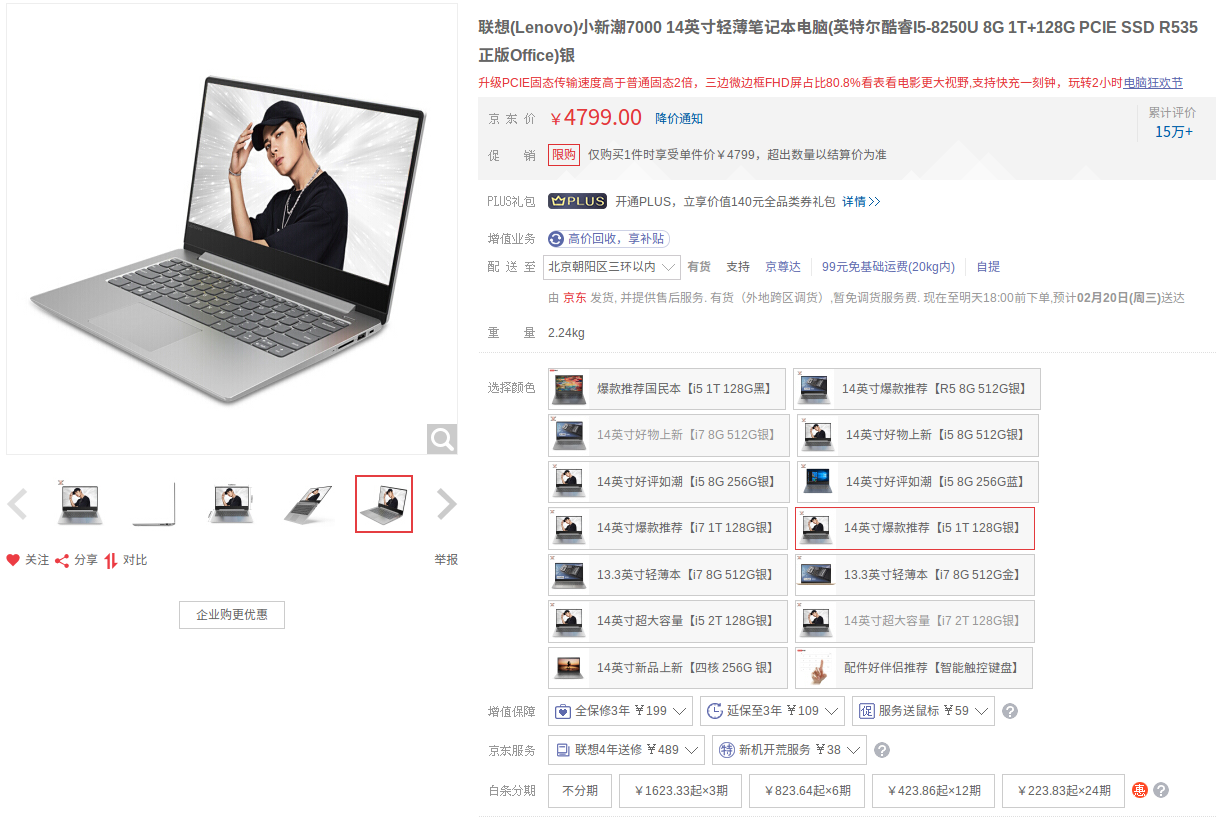 联想(Lenovo)小新潮7000 14英寸轻薄笔记本电脑(英特尔酷睿I5-8250U 8G 1T+128G PCIE SSD R535
正版Office)银
升级PCIE固态传输速度高于普通固态2倍，三边微边框FHD屏占比80.8%看表看电影更大视野,支持快充一刻钟，玩转2小时电脑狂欢节
京东价 ￥4799.00 降价通知
累计评价
15万+
促销 限购 仅购买1件时享受单件价￥4799，超出数量以结算价为准
PLUS礼包 PLUS 开通PLUS，立享价值140元全品类券礼包 详情>>
增值业务 高价回收，享补贴
配送至 北京朝阳区三环以内 有货 支持 京尊达 99元免基础运费(20kg内) 自提
由 京东 发货, 并提供售后服务. 有货（外地跨区调货）,暂免调货服务费. 现在至明天18:00前下单,预计02月20日(周三)送达
重量 2.24kg
选择颜色 爆款推荐国民本【i5 1T 128G黑】 14英寸爆款推荐【R5 8G 512G银】
14英寸好物上新【i7 8G 512G银】 14英寸好物上新【i5 8G 512G银】
14英寸好评如潮【i5 8G 256G银】 14英寸好评如潮【i5 8G 256G蓝】
14英寸爆款推荐【i7 1T 128G银】 14英寸爆款推荐【i5 1T 128G银】
13.3英寸轻薄本【i7 8G 512G银】 13.3英寸轻薄本【i7 8G 512G金】
14英寸超大容量【i5 2T 128G银】 14英寸超大容量【i7 2T 128G银】
14英寸新品上新【四核 256G 银】 配件好伴侣推荐【智能触控键盘】
增值保障 全保修3年 ￥199 延保至3年 ￥109 促 服务送鼠标 ￥59 ?
京东服务 联想4年送修 ￥489 特 新机开荒服务 ￥38 ?
白条分期 不分期 ￥1623.33起×3期 ￥823.64起×6期 ￥423.86起×12期 ￥223.83起×24期 惠 ?
关注 分享 对比 举报
企业购更优惠